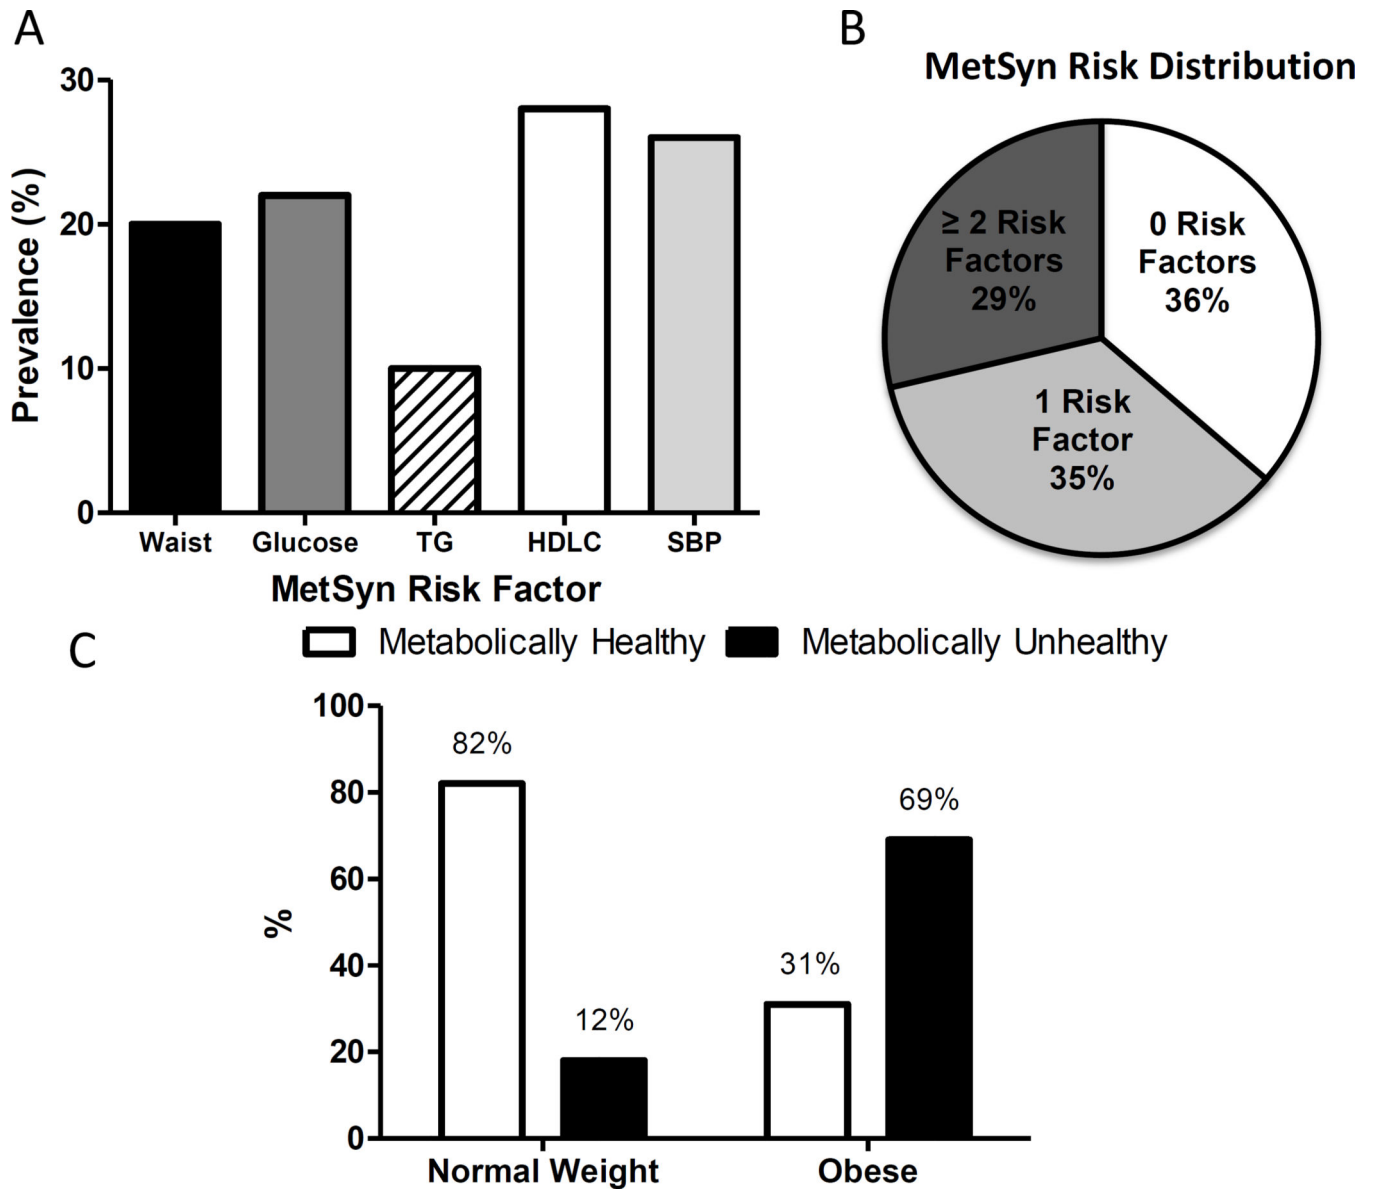 A
30
20
10
0
Prevalence (%)
Waist Glucose TG HDLC SBP
MetSyn Risk Factor
B
MetSyn Risk Distribution
≥ 2 Risk
Factors
29%
0 Risk
Factors
36%
1 Risk
Factor
35%
C
Metabolically Healthy Metabolically Unhealthy
100
80
60
40
20
0
%
82%
12%
31%
69%
Normal Weight Obese